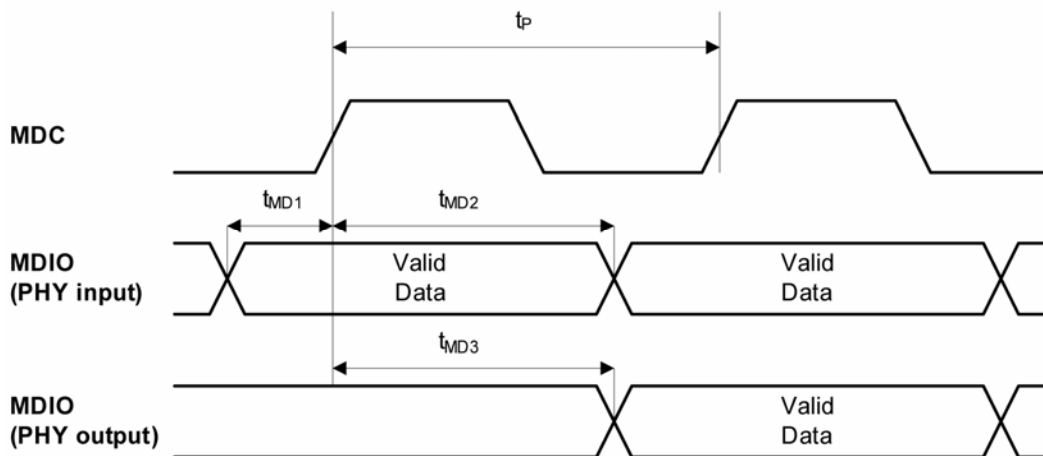 tP
MDC
tMD1
tMD2
MDIO
(PHY input)
Valid
Data
Valid
Data
tMD3
MDIO
(PHY output)
Valid
Data